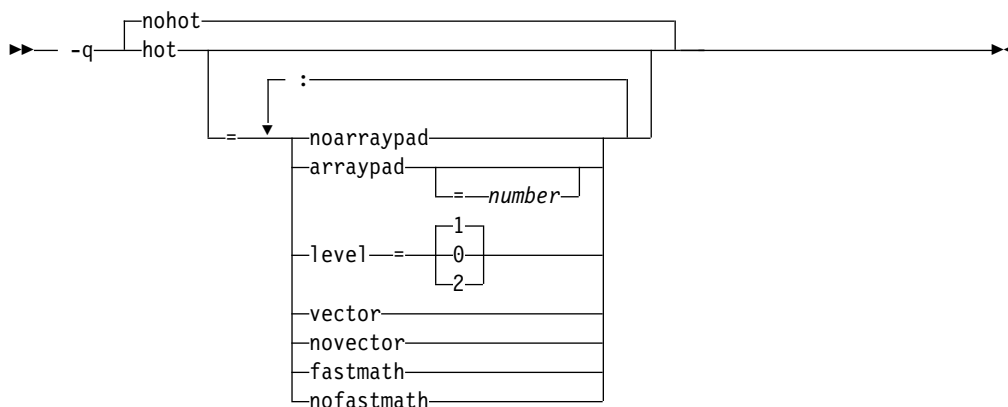 nohot
-q hot
:
= noarraypad
arraypad
= number
1
level = 0
2
vector
novector
fastmath
nofastmath